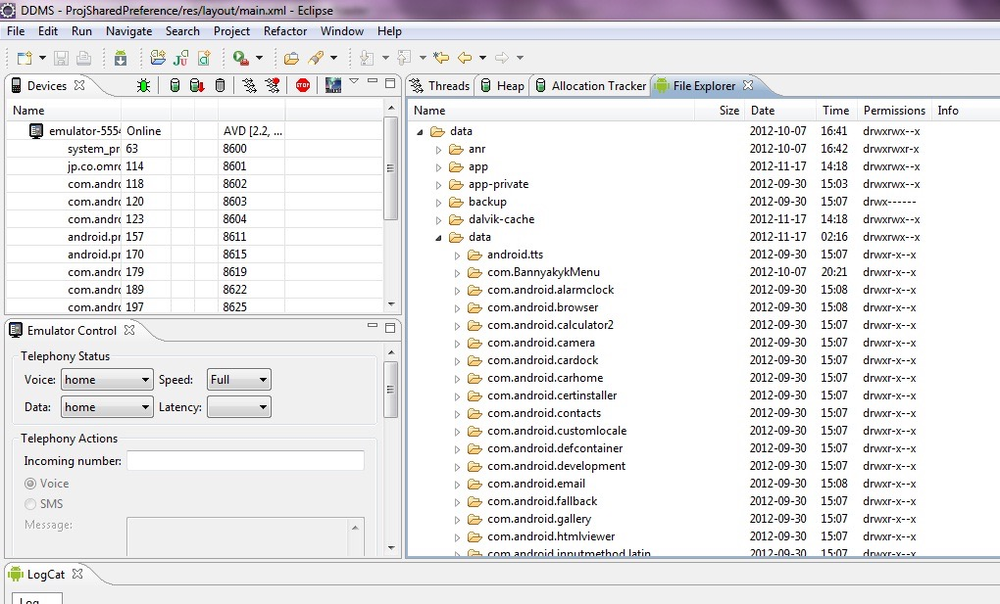 DDMS - ProjSharedPreference/res/layout/main.xml - Eclipse
File Edit Run Navigate Search Project Refactor Window Help
Devices
Name
emulator-5554 Online AVD [2.2, ...
system_pr 63 8600
jp.co.omro 114 8601
com.andro 118 8602
com.andro 120 8603
com.andro 123 8604
android.pr 157 8611
android.pr 170 8615
com.andro 179 8619
com.andro 189 8622
com.andro 197 8625
Emulator Control
Telephony Status
Voice: home Speed: Full
Data: home Latency:
Telephony Actions
Incoming number:
Voice
SMS
Message:
Threads Heap Allocation Tracker File Explorer
Name Size Date Time Permissions Info
data 2012-10-07 16:41 drwxrwx--x
anr 2012-10-07 16:42 drwxrwxr-x
app 2012-11-17 14:18 drwxrwx--x
app-private 2012-09-30 15:03 drwxrwx--x
backup 2012-09-30 15:07 drwx------
dalvik-cache 2012-11-17 14:18 drwxrwx--x
data 2012-11-17 02:16 drwxrwx--x
android.tts 2012-09-30 15:07 drwxr-x--x
com.BannyakykMenu 2012-10-07 20:21 drwxr-x--x
com.android.alarmclock 2012-09-30 15:08 drwxr-x--x
com.android.browser 2012-09-30 15:08 drwxr-x--x
com.android.calculator2 2012-09-30 15:07 drwxr-x--x
com.android.camera 2012-09-30 15:07 drwxr-x--x
com.android.cardock 2012-09-30 15:07 drwxr-x--x
com.android.carhome 2012-09-30 15:07 drwxr-x--x
com.android.certinstaller 2012-09-30 15:07 drwxr-x--x
com.android.contacts 2012-09-30 15:07 drwxr-x--x
com.android.customlocale 2012-09-30 15:07 drwxr-x--x
com.android.defcontainer 2012-09-30 15:07 drwxr-x--x
com.android.development 2012-09-30 15:07 drwxr-x--x
com.android.email 2012-09-30 15:08 drwxr-x--x
com.android.fallback 2012-09-30 15:07 drwxr-x--x
com.android.gallery 2012-09-30 15:07 drwxr-x--x
com.android.htmlviewer 2012-09-30 15:07 drwxr-x--x
com.android.inputmethod.latin 2012-09-30 15:07 drwxr-x--x
LogCat
Log